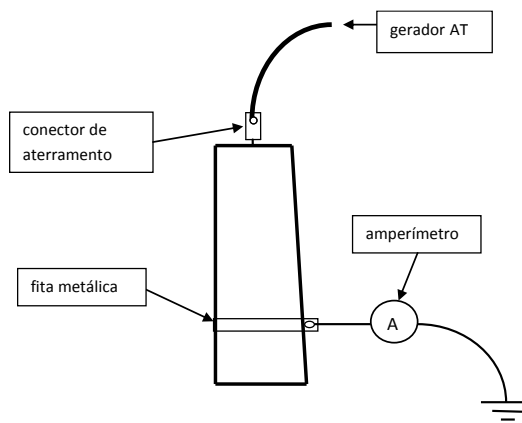 gerador AT
conector de
aterramento
amperímetro
fita metálica
A